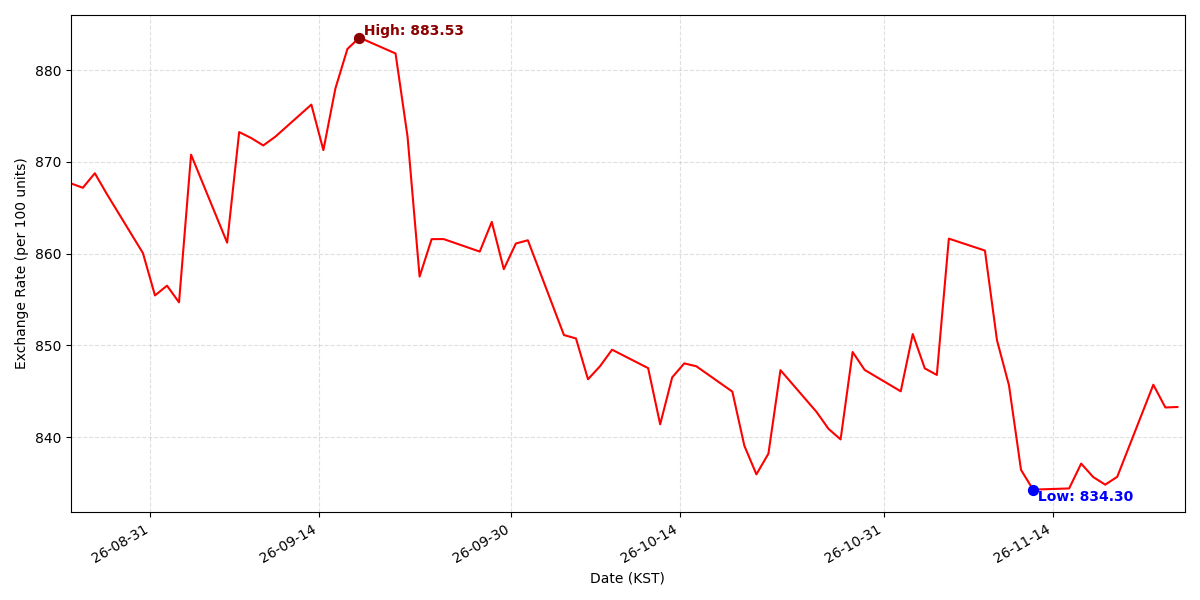 High: 883.53
880
870
860
850
840
Exchange Rate (per 100 units)
Low: 834.30
26-08-31
26-09-14
26-09-30
26-10-14
26-10-31
26-11-14
Date (KST)